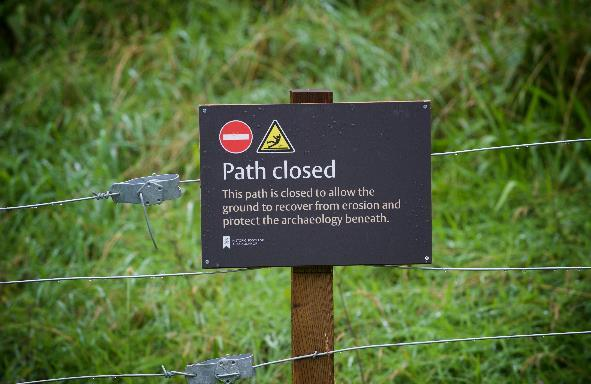 Path closed
This path is closed to allow the
ground to recover from erosion and
protect the archaeology beneath.